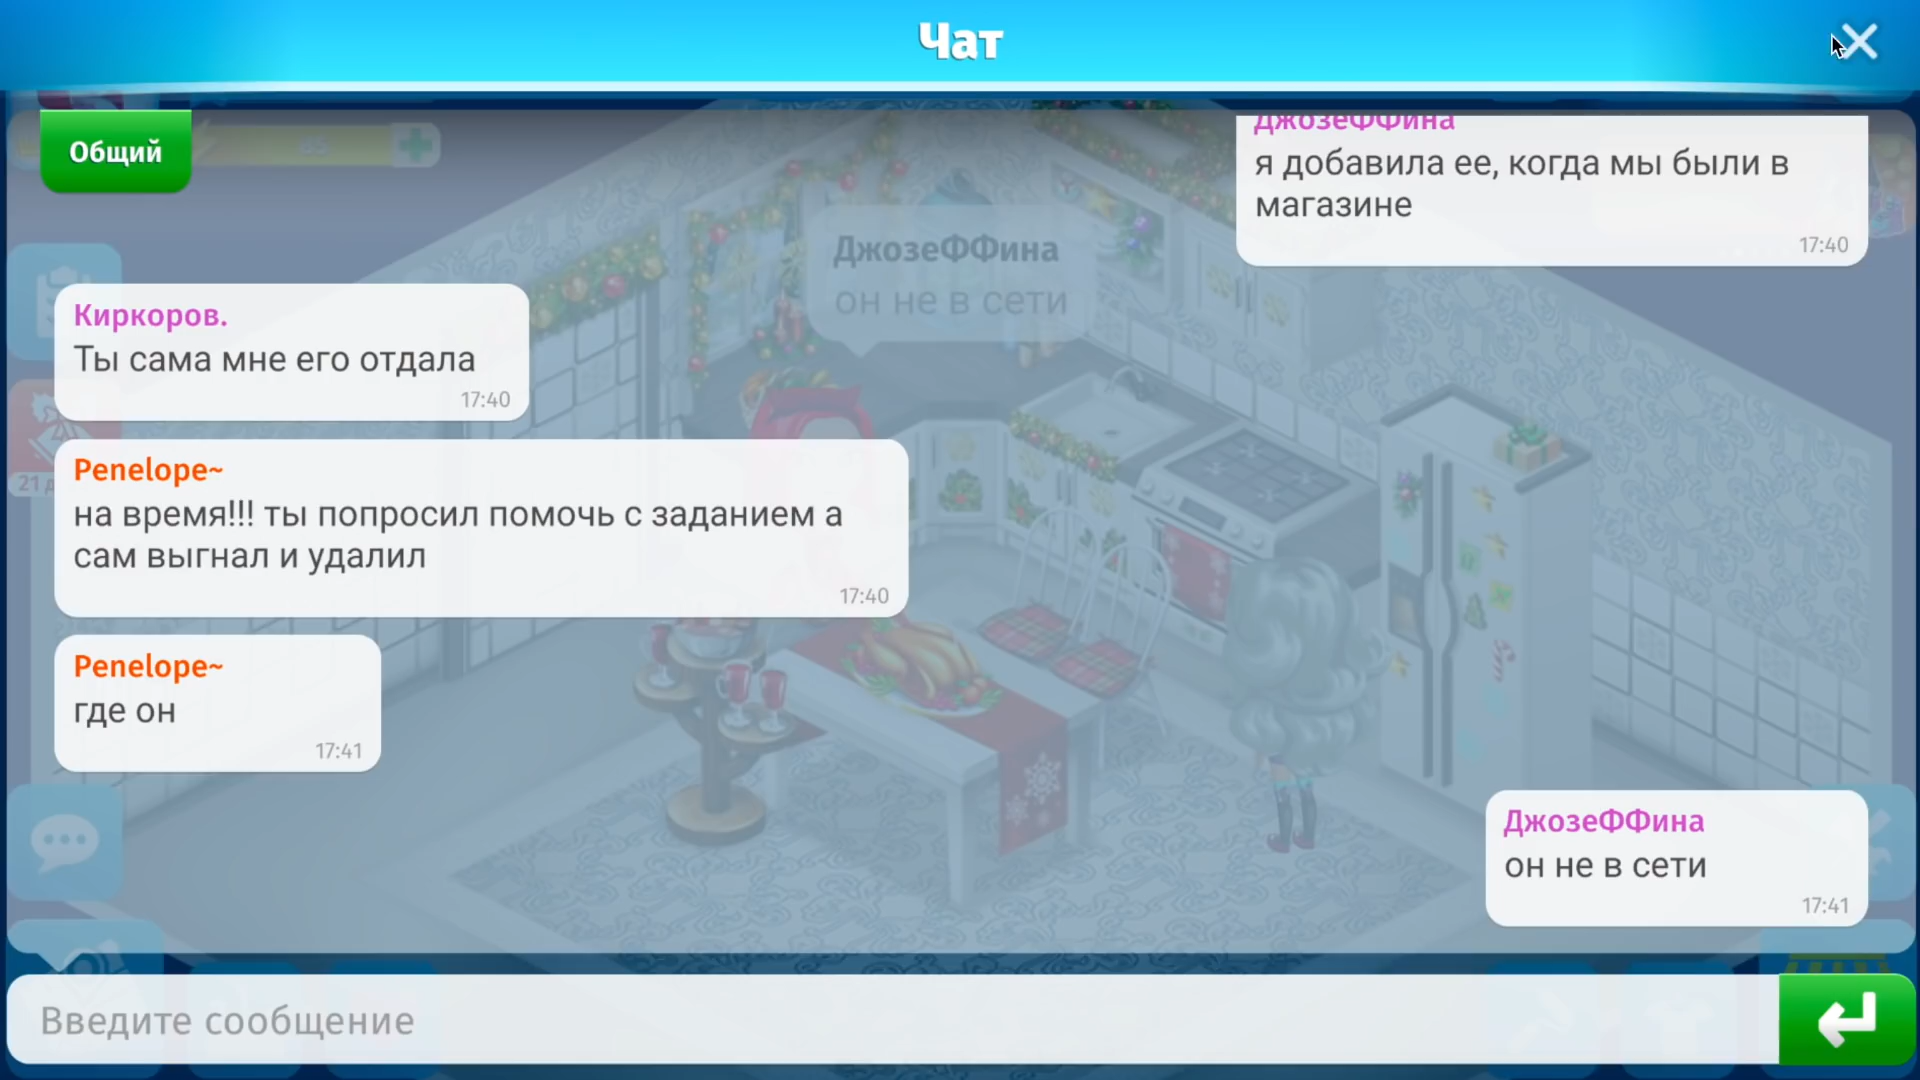 Чат
Общий
ДжозеФФина
я добавила ее, когда мы были в
магазине
17:40
ДжозеФФина
он не в сети
Киркоров.
Ты сама мне его отдала
17:40
Penelope~
на время!!! ты попросил помочь с заданием а
сам выгнал и удалил
17:40
Penelope~
где он
17:41
ДжозеФФина
он не в сети
17:41
Введите сообщение